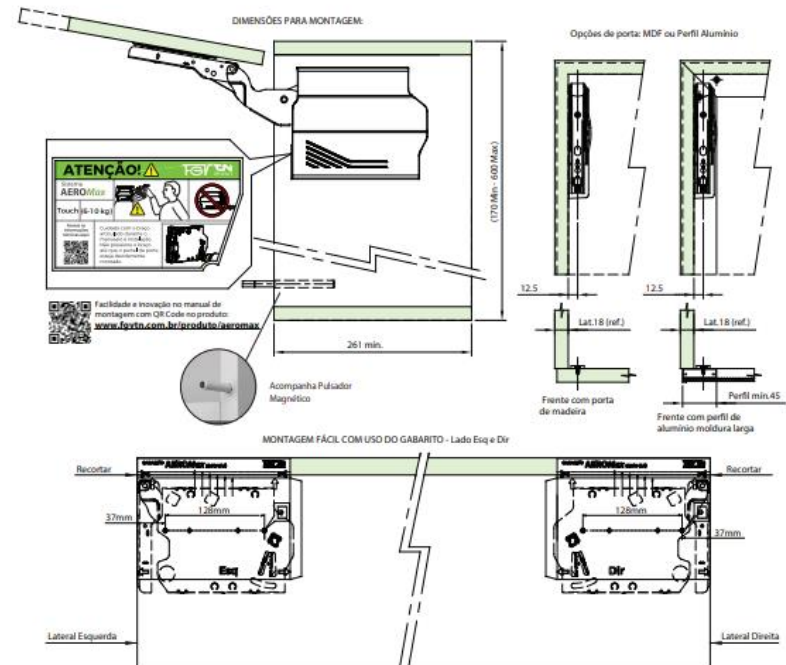 DIMENSÕES PARA MONTAGEM:
Opções de porta: MDF ou Perfil Alumínio
ATENÇÃO!
FGVTN
Sistema
AEROMax
Touch (6-10 kg)
(170 Min - 600 Max)
12.5
12.5
Lat.18 (ref.)
Lat.18 (ref.)
Facilidade e inovação no manual de
montagem com QR Code no produto:
www.fgvtn.com.br/produto/aeromax
261 min.
Acompanha Pulsador
Magnético
Frente com porta
de madeira
Perfil mín.45
Frente com perfil de
alumínio moldura larga
MONTAGEM FÁCIL COM USO DO GABARITO - Lado Esq e Dir
AEROMax
AEROMax
Recortar
Recortar
128mm
128mm
37mm
37mm
Esq
Dir
Lateral Esquerda
Lateral Direita